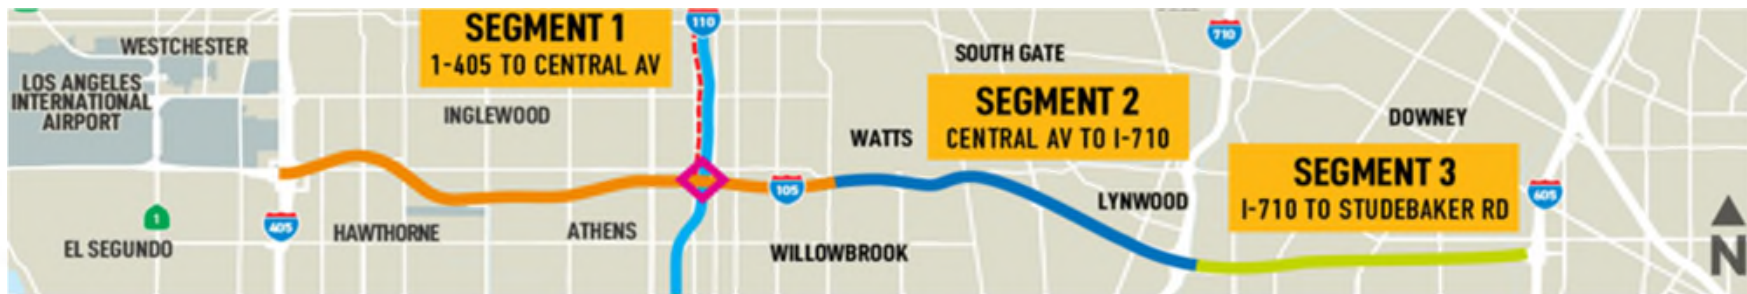 SEGMENT 1
1-405 TO CENTRAL AV
110
710
WESTCHESTER
SOUTH GATE
LOS ANGELES
INTERNATIONAL
AIRPORT
SEGMENT 2
CENTRAL AV TO I-710
INGLEWOOD
DOWNEY
WATTS
SEGMENT 3
I-710 TO STUDEBAKER RD
105
605
LYNWOOD
1
405
HAWTHORNE
ATHENS
EL SEGUNDO
WILLOWBROOK
N